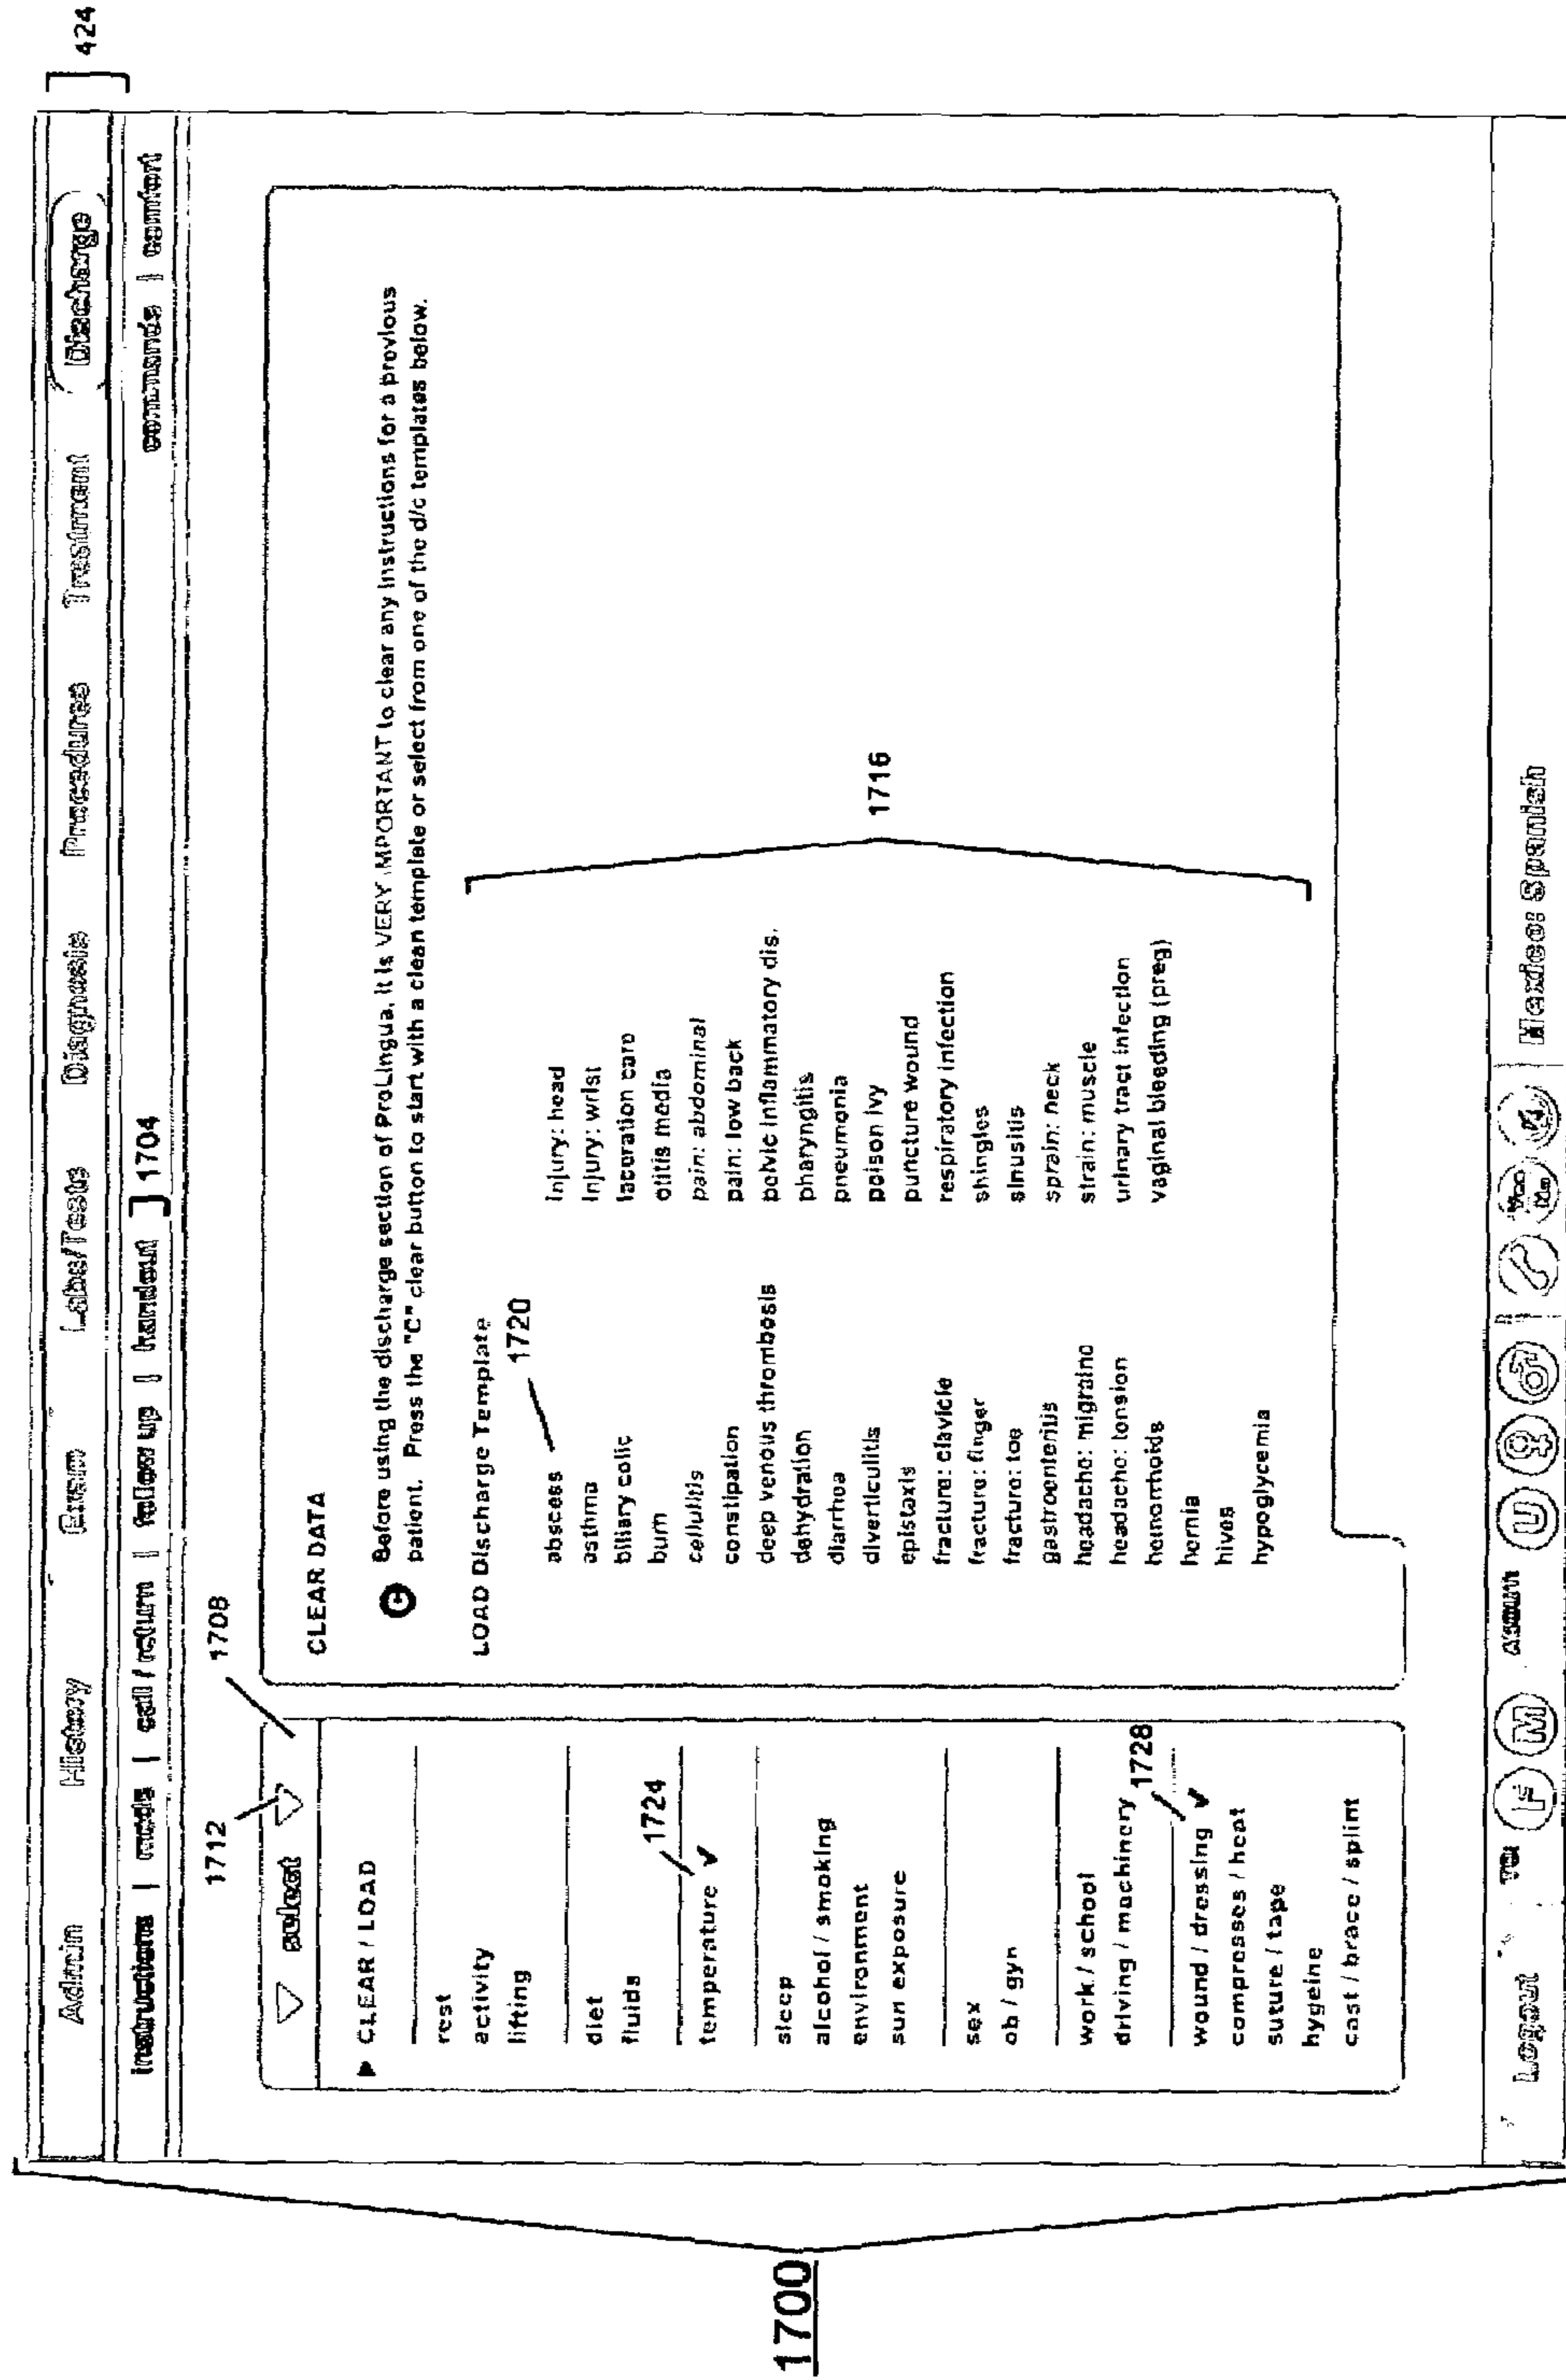 424
Admin History Exam Labs/Tests Diagnosis Procedures Treatment Discharge
instructions | meds | call / return | follow up | handout ] 1704 commands | comfort
1712
1708
select
► CLEAR / LOAD
rest
activity
lifting
diet
fluids
1724
temperature ✔
sleep
alcohol / smoking
environment
sun exposure
sex
ob / gyn
work / school
driving / machinery
1728
wound / dressing ✔
compresses / heat
suture / tape
hygeine
cast / brace / splint
CLEAR DATA
C Before using the discharge section of ProLingua, it is VERY IMPORTANT to clear any instructions for a previous
patient. Press the "C" clear button to start with a clean template or select from one of the d/c templates below.
LOAD Discharge Template
1720
abscess
asthma
biliary colic
burn
cellulitis
constipation
deep venous thrombosis
dehydration
diarrhea
diverticulitis
epistaxis
fracture: clavicle
fracture: finger
fracture: toe
gastroenteritis
headache: migraine
headache: tension
hemorrhoids
hernia
hives
hypoglycemia
injury: head
injury: wrist
laceration care
otitis media
pain: abdominal
pain: low back
pelvic inflammatory dis.
pharyngitis
pneumonia
poison ivy
puncture wound
respiratory infection
shingles
sinusitis
sprain: neck
strain: muscle
urinary tract infection
vaginal bleeding (preg)
1716
Logout F M U Spanish
1700